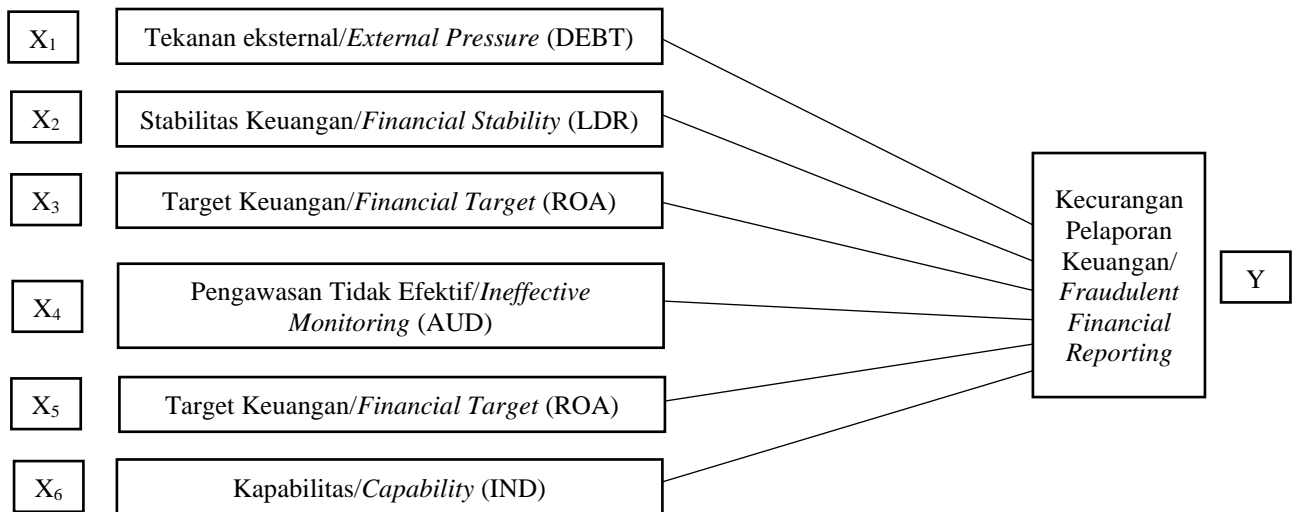 X₁ Tekanan eksternal/External Pressure (DEBT)
X₂ Stabilitas Keuangan/Financial Stability (LDR)
X₃ Target Keuangan/Financial Target (ROA)
X₄ Pengawasan Tidak Efektif/Ineffective
Monitoring (AUD)
X₅ Target Keuangan/Financial Target (ROA)
X₆ Kapabilitas/Capability (IND)
Kecurangan
Pelaporan
Keuangan/
Fraudulent
Financial
Reporting
Y